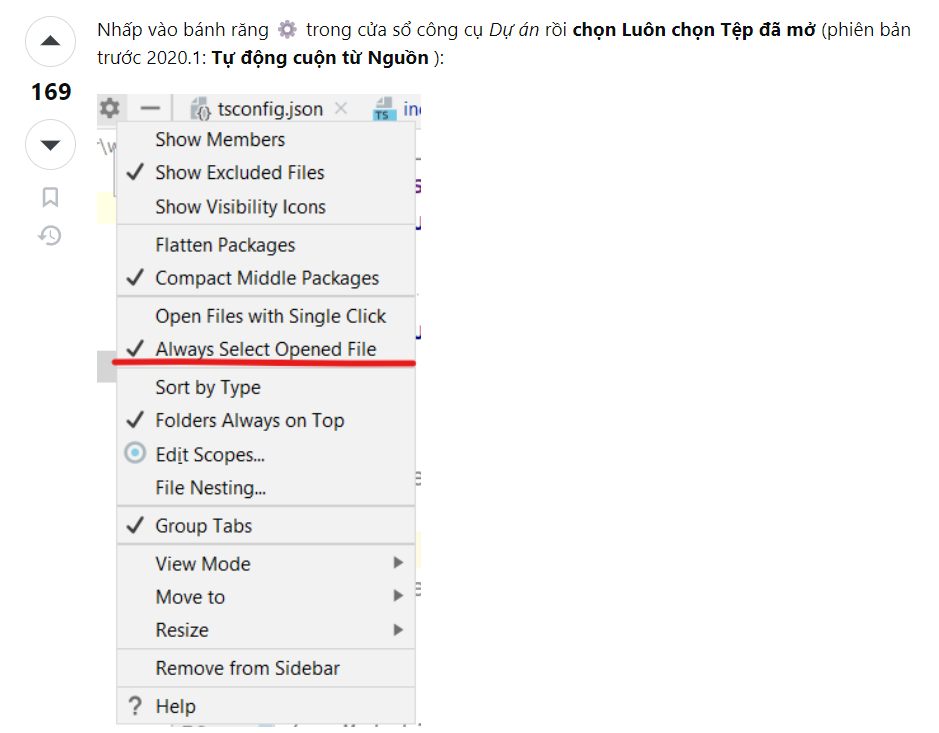 Nhấp vào bánh răng trong cửa sổ công cụ Dự án rồi chọn Luôn chọn Tệp đã mở (phiên bản
trước 2020.1: Tự động cuộn từ Nguồn ):
169
tsconfig.json
TS
Show Members
Show Excluded Files
Show Visibility Icons
Flatten Packages
Compact Middle Packages
Open Files with Single Click
Always Select Opened File
Sort by Type
Folders Always on Top
Edit Scopes...
File Nesting...
Group Tabs
View Mode
Move to
Resize
Remove from Sidebar
? Help